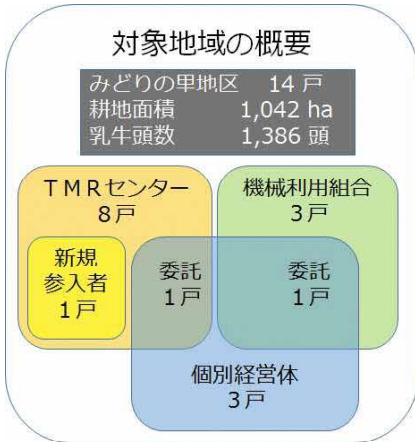 対象地域の概要
みどりの里地区　14 戸
耕地面積　1,042 ha
乳牛頭数　1,386 頭
ＴＭＲセンター
8戸
機械利用組合
3戸
新規
参入者
1戸
委託
1戸
委託
1戸
個別経営体
3戸